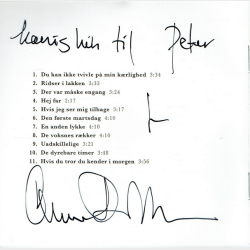 til Peter
1. Du kan ikke tvivle på min kærlighed 3:34
2. Ridser i lakken 3:33
3. Der var måske engang 3:24
4. Hej far 2:17
5. Hvis jeg ser mig tilbage 3:17
6. Den første martsdag 4:10
7. En anden lykke 4:10
8. De voksnes rækker 4:10
9. Uadskillelige 3:21
10. De dyrebare timer 3:48
11. Hvis du tror du kender i morgen 3:56